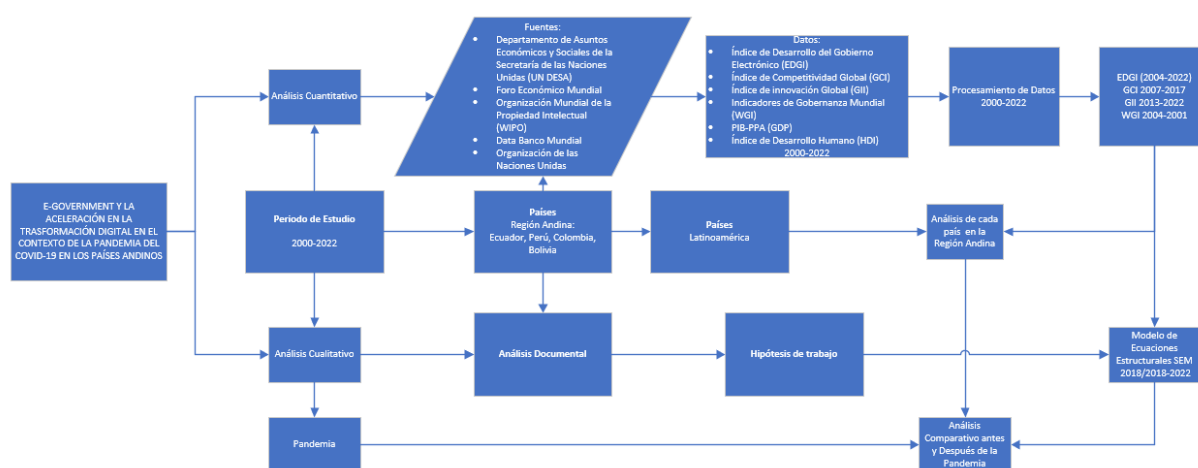 E-GOVERNMENT Y LA
ACELERACIÓN EN LA
TRASFORMACIÓN DIGITAL EN EL
CONTEXTO DE LA PANDEMIA DEL
COVID-19 EN LOS PAÍSES ANDINOS
Análisis Cuantitativo
Periodo de Estudio
2000-2022
Análisis Cualitativo
Pandemia
Fuentes:
• Departamento de Asuntos
Económicos y Sociales de la
Secretaría de las Naciones
Unidas (UN DESA)
• Foro Económico Mundial
• Organización Mundial de la
Propiedad Intelectual
(WIPO)
• Data Banco Mundial
• Organización de las
Naciones Unidas
Países
Región Andina:
Ecuador, Perú, Colombia,
Bolivia
Análisis Documental
Datos:
• Índice de Desarrollo del Gobierno
Electrónico (EDGI)
• Índice de Competitividad Global (GCI)
• Índice de innovación Global (GII)
• Indicadores de Gobernanza Mundial
(WGI)
• PIB-PPA (GDP)
• Índice de Desarrollo Humano (HDI)
2000-2022
Países
Latinoamérica
Hipótesis de trabajo
Procesamiento de Datos
2000-2022
Análisis de cada
país en la
Región Andina
Análisis
Comparativo antes
y Después de la
Pandemia
EDGI (2004-2022)
GCI 2007-2017
GII 2013-2022
WGI 2004-2001
Modelo de
Ecuaciones
Estructurales SEM
2018/2018-2022